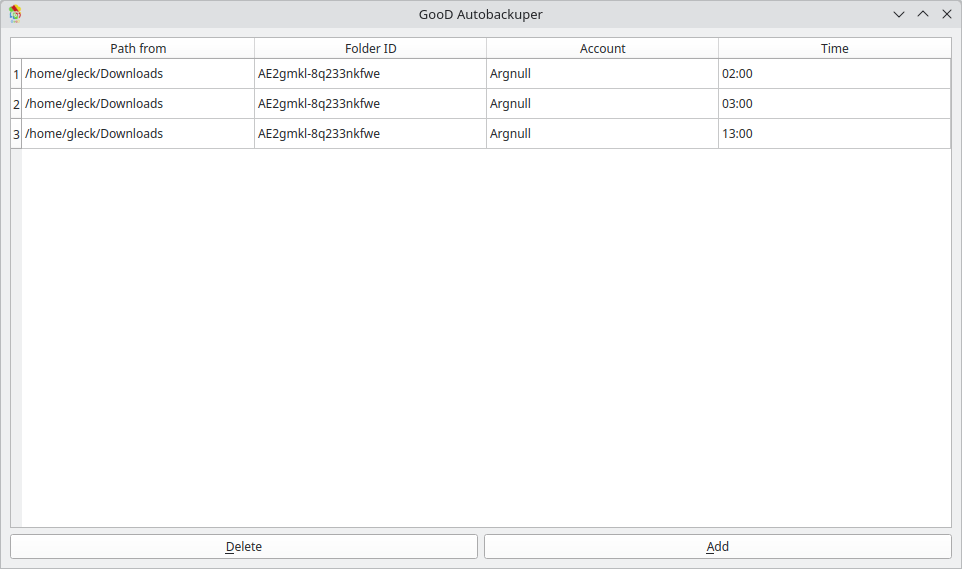 GooD Autobackuper
Path from Folder ID Account Time
1 /home/gleck/Downloads AE2gmkl-8q233nkfwe Argnull 02:00
2 /home/gleck/Downloads AE2gmkl-8q233nkfwe Argnull 03:00
3 /home/gleck/Downloads AE2gmkl-8q233nkfwe Argnull 13:00
Delete Add